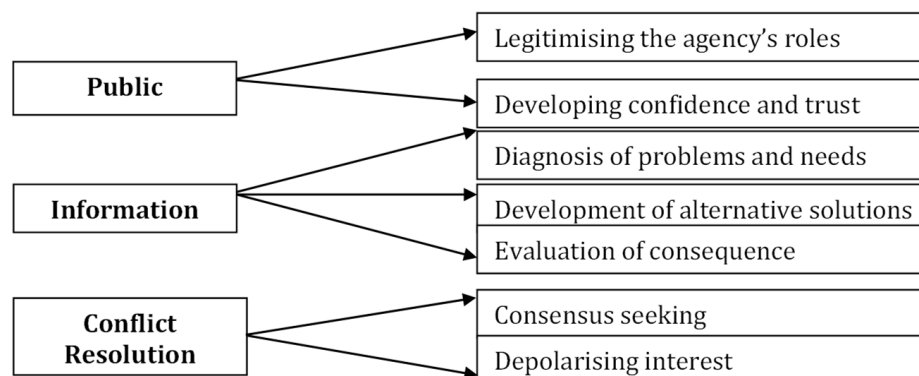 Public
Legitimising the agency's roles
Developing confidence and trust
Information
Diagnosis of problems and needs
Development of alternative solutions
Evaluation of consequence
Conflict
Resolution
Consensus seeking
Depolarising interest